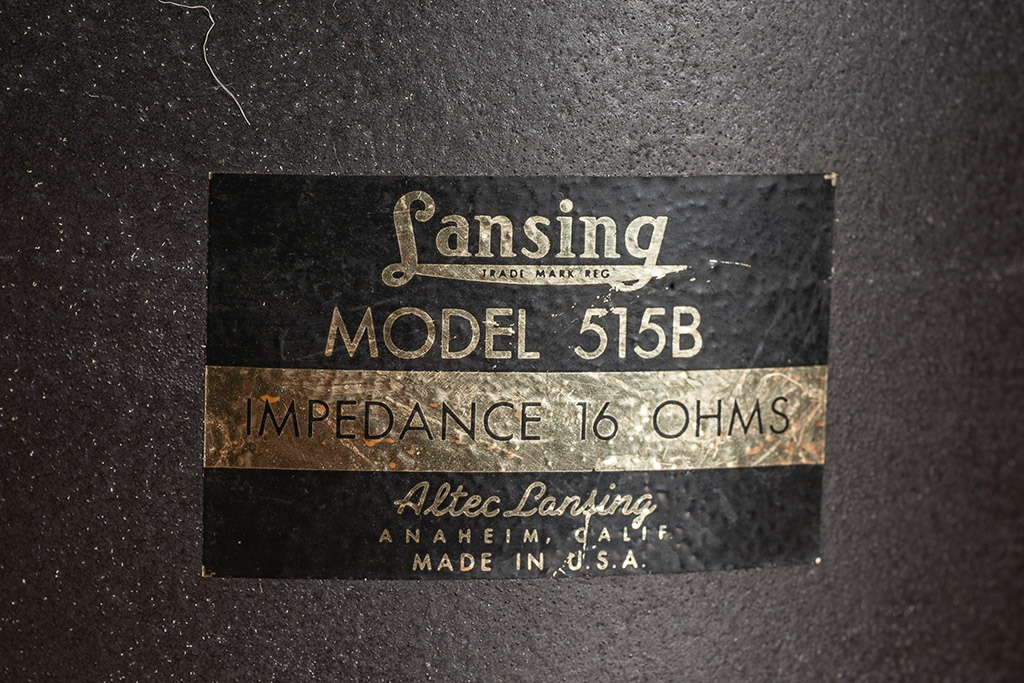 Lansing
TRADE MARK REG
MODEL 515B
IMPEDANCE 16 OHMS
Altec Lansing
ANAHEIM, CALIF.
MADE IN U.S.A.